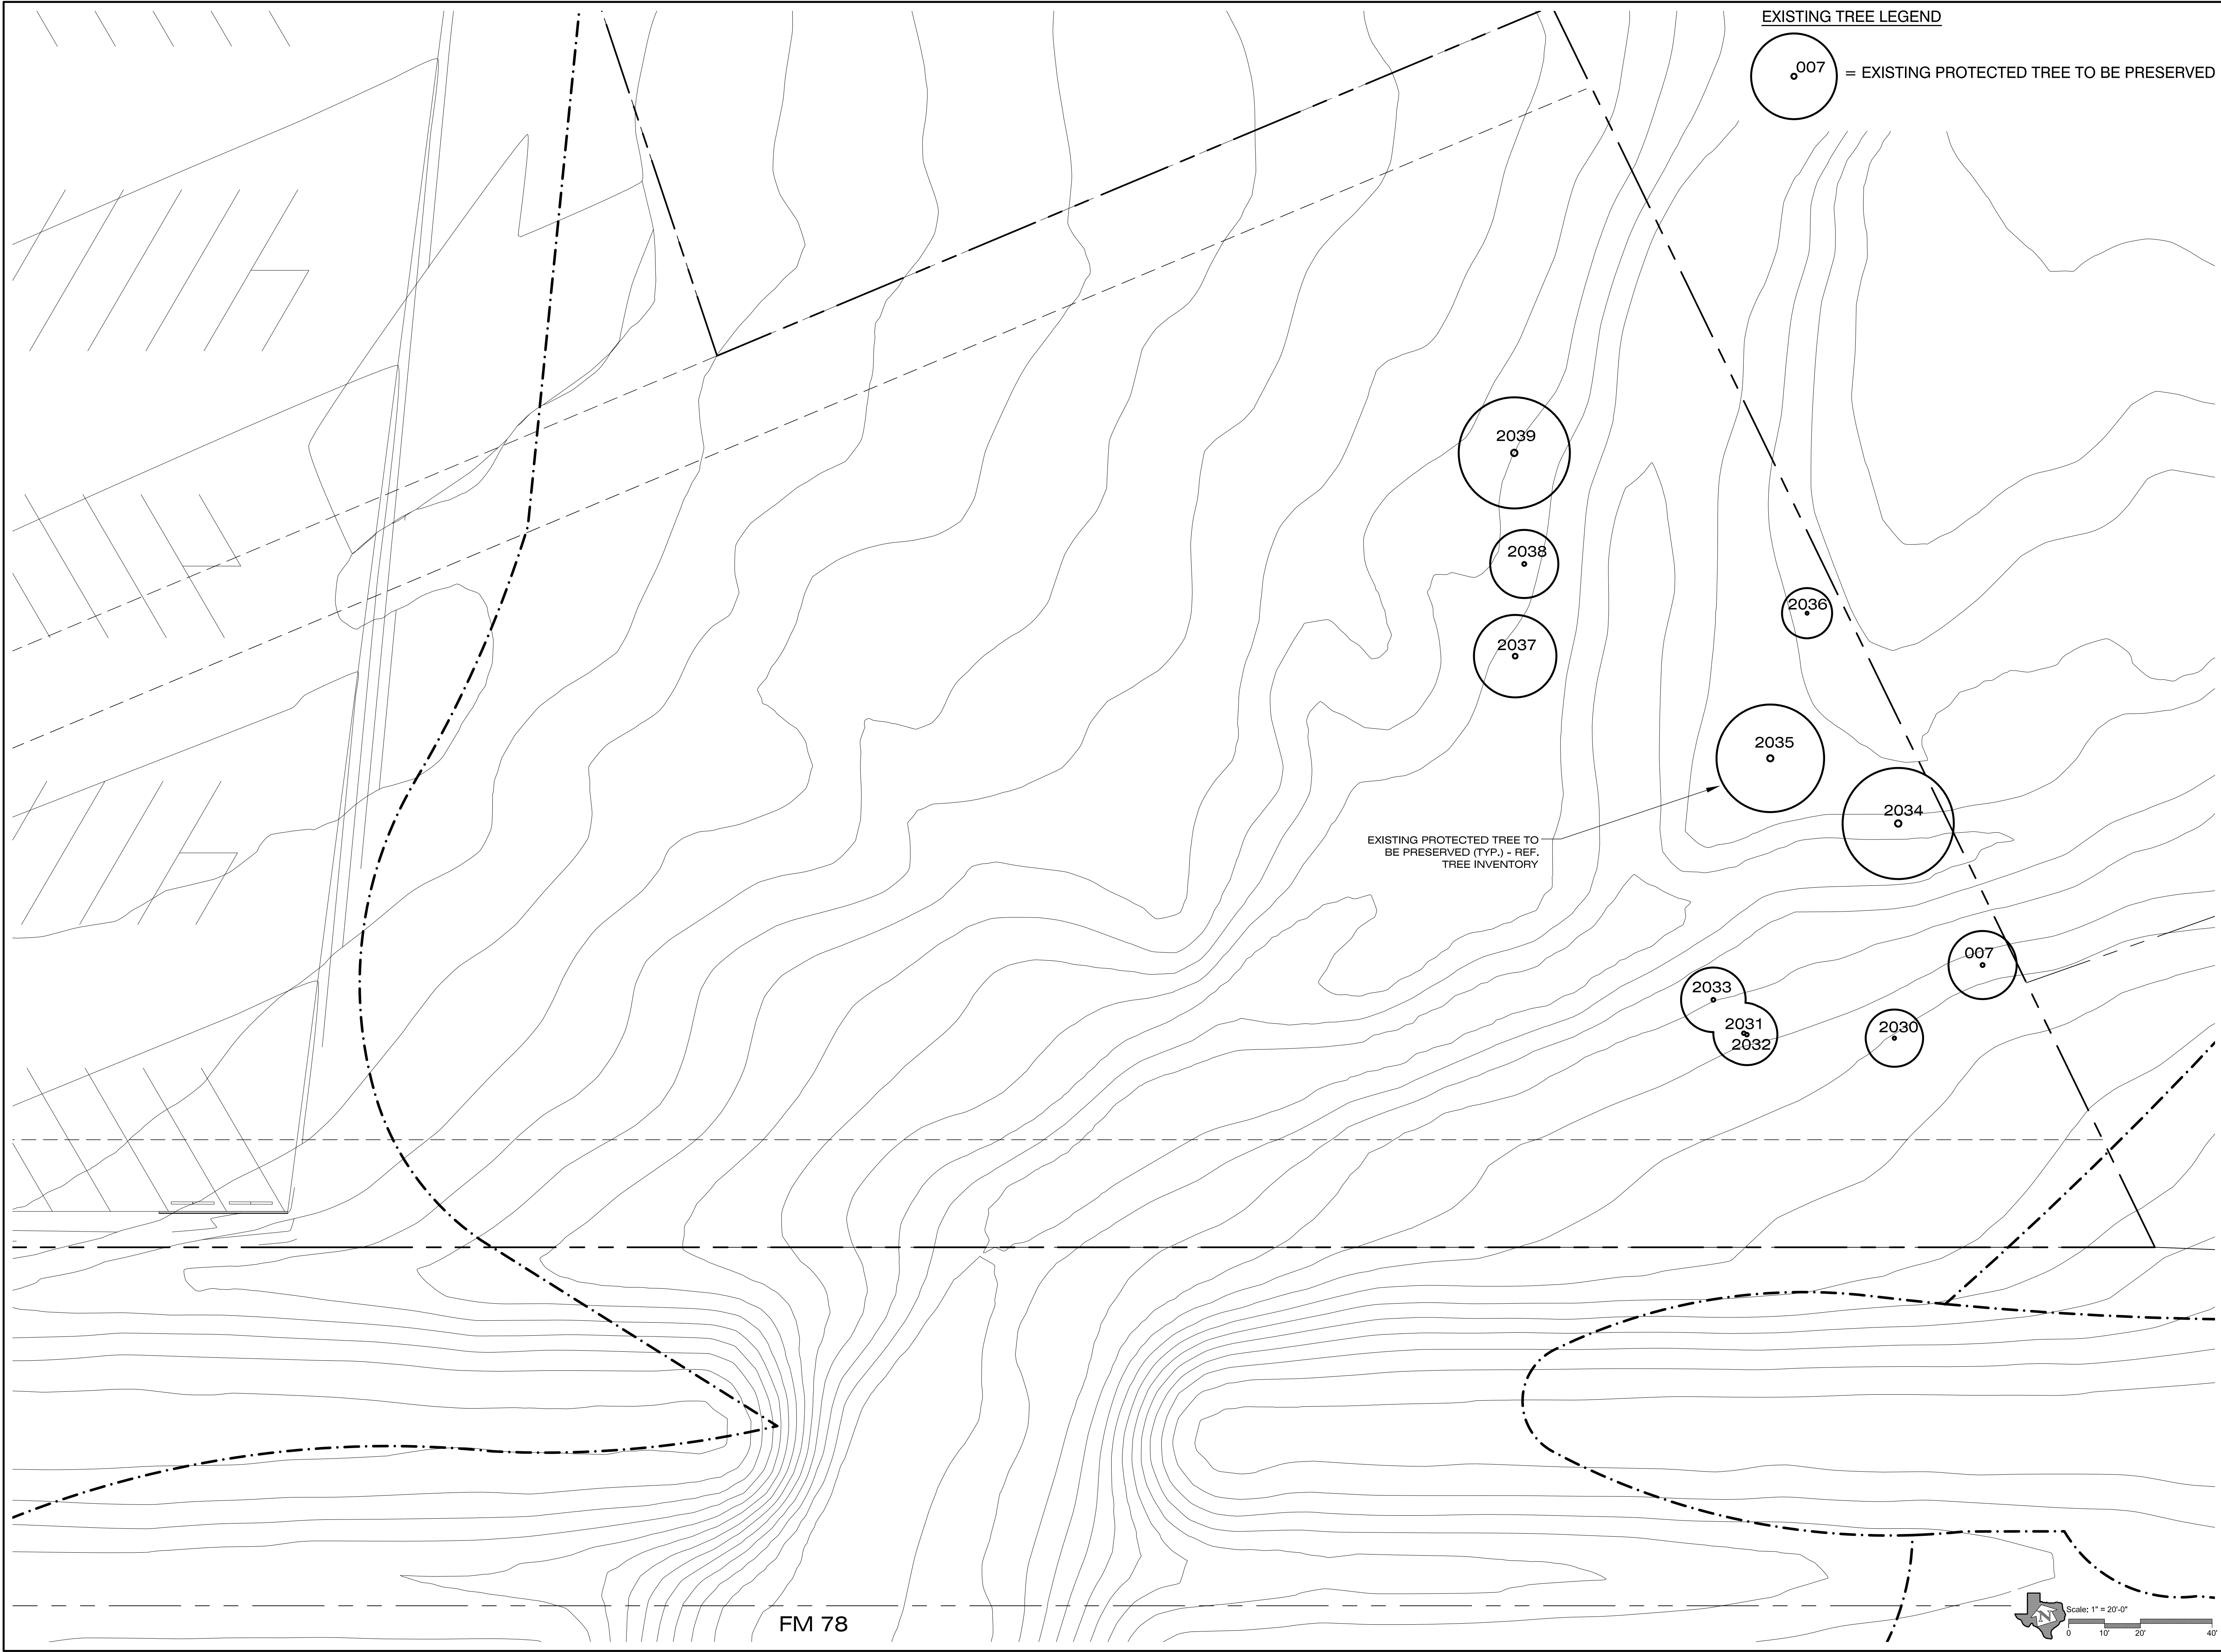 EXISTING TREE LEGEND
007
= EXISTING PROTECTED TREE TO BE PRESERVED
2039
2038
2036
2037
2035
2034
EXISTING PROTECTED TREE TO
BE PRESERVED (TYP.) - REF.
TREE INVENTORY
007
2033
2031
2030
2032
FM 78
N
Scale: 1" = 20'-0"
0 10' 20' 40'